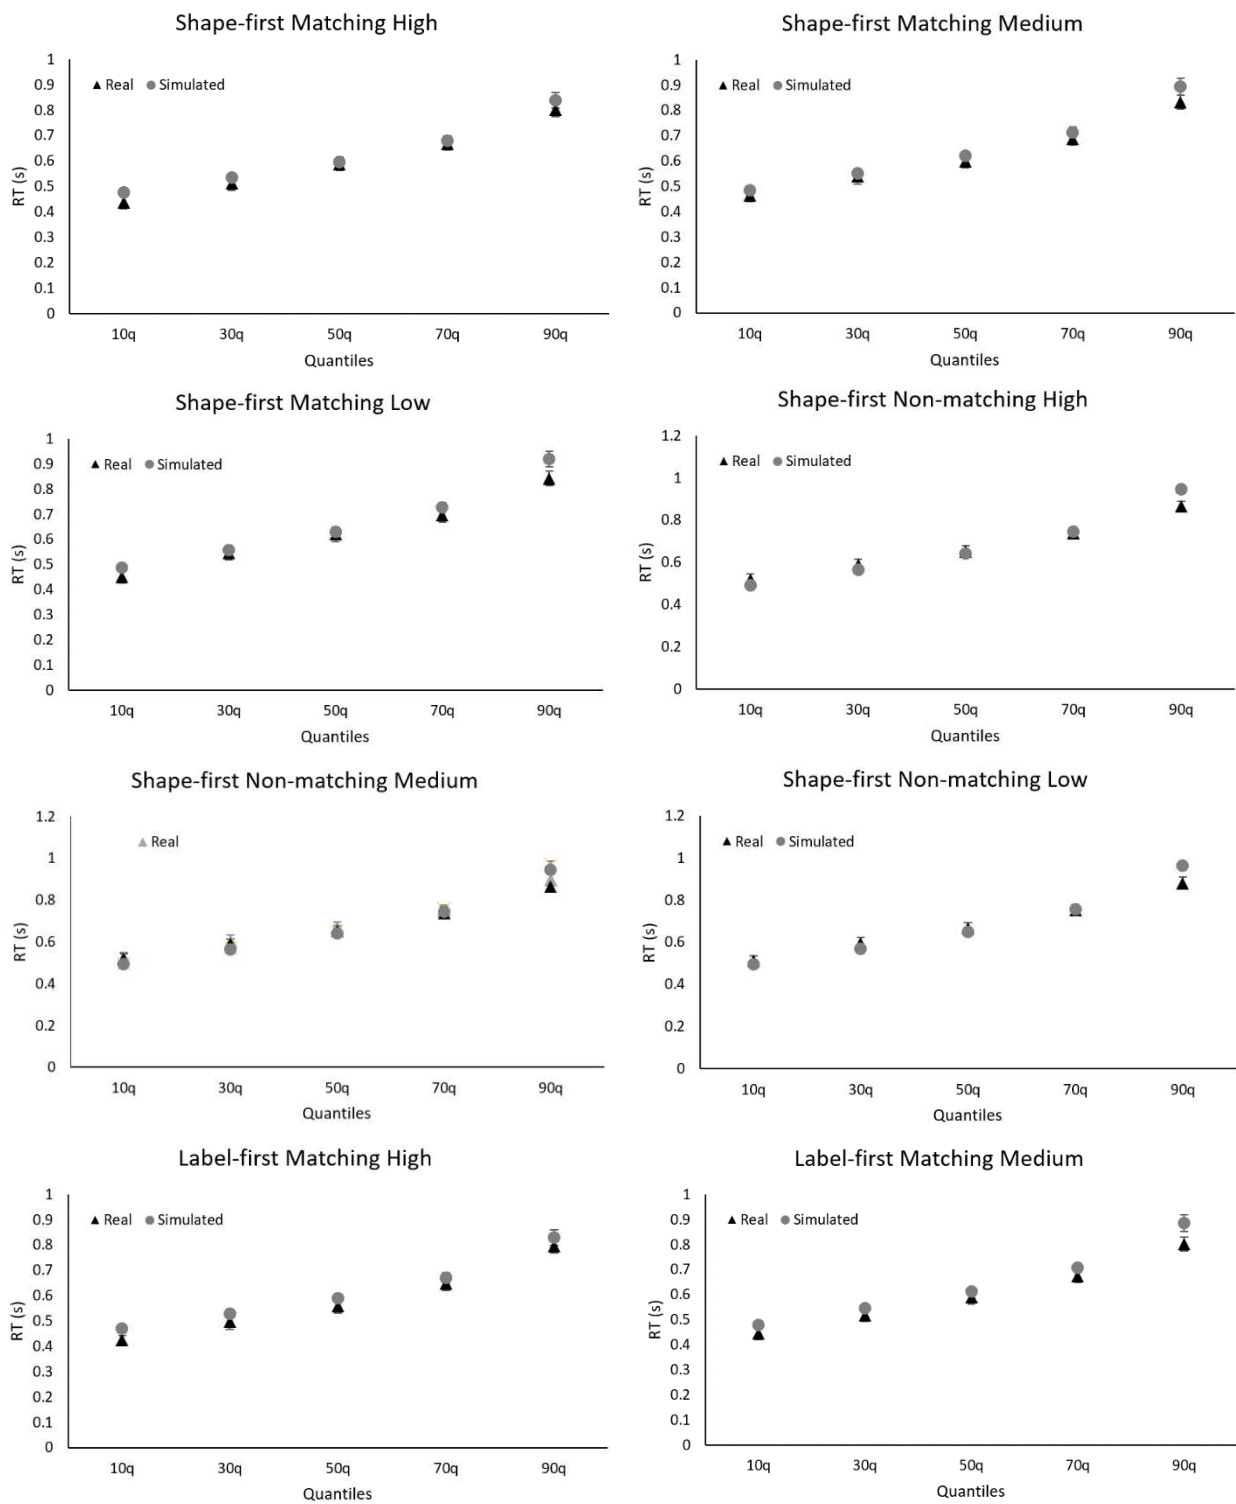 Shape-first Matching High
1
0.9
0.8
0.7
0.6
0.5
0.4
0.3
0.2
0.1
0
RT (s)
Real Simulated
10q 30q 50q 70q 90q
Quantiles
Shape-first Matching Medium
1
0.9
0.8
0.7
0.6
0.5
0.4
0.3
0.2
0.1
0
RT (s)
Real Simulated
10q 30q 50q 70q 90q
Quantiles
Shape-first Matching Low
1
0.9
0.8
0.7
0.6
0.5
0.4
0.3
0.2
0.1
0
RT (s)
Real Simulated
10q 30q 50q 70q 90q
Quantiles
Shape-first Non-matching High
1.2
1
0.8
0.6
0.4
0.2
0
RT (s)
Real Simulated
10q 30q 50q 70q 90q
Quantiles
Shape-first Non-matching Medium
1.2
1
0.8
0.6
0.4
0.2
0
RT (s)
Real
10q 30q 50q 70q 90q
Quantiles
Shape-first Non-matching Low
1.2
1
0.8
0.6
0.4
0.2
0
RT (s)
Real Simulated
10q 30q 50q 70q 90q
Quantiles
Label-first Matching High
1
0.9
0.8
0.7
0.6
0.5
0.4
0.3
0.2
0.1
0
RT (s)
Real Simulated
10q 30q 50q 70q 90q
Quantiles
Label-first Matching Medium
1
0.9
0.8
0.7
0.6
0.5
0.4
0.3
0.2
0.1
0
RT (s)
Real Simulated
10q 30q 50q 70q 90q
Quantiles